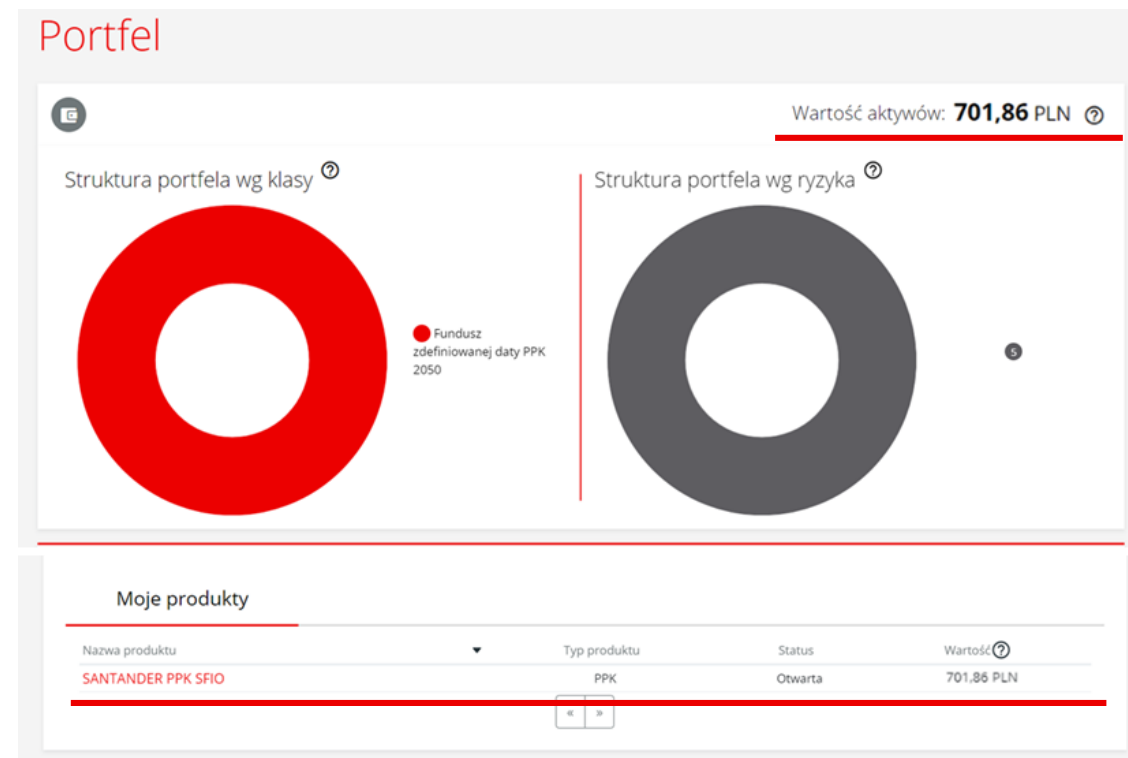 Portfel
Wartość aktywów: 701,86 PLN ?
Struktura portfela wg klasy ?
Fundusz
zdefiniowanej daty PPK
2050
Struktura portfela wg ryzyka ?
5
Moje produkty
Nazwa produktu Typ produktu Status Wartość ?
SANTANDER PPK SFIO PPK Otwarta 701,86 PLN
« »